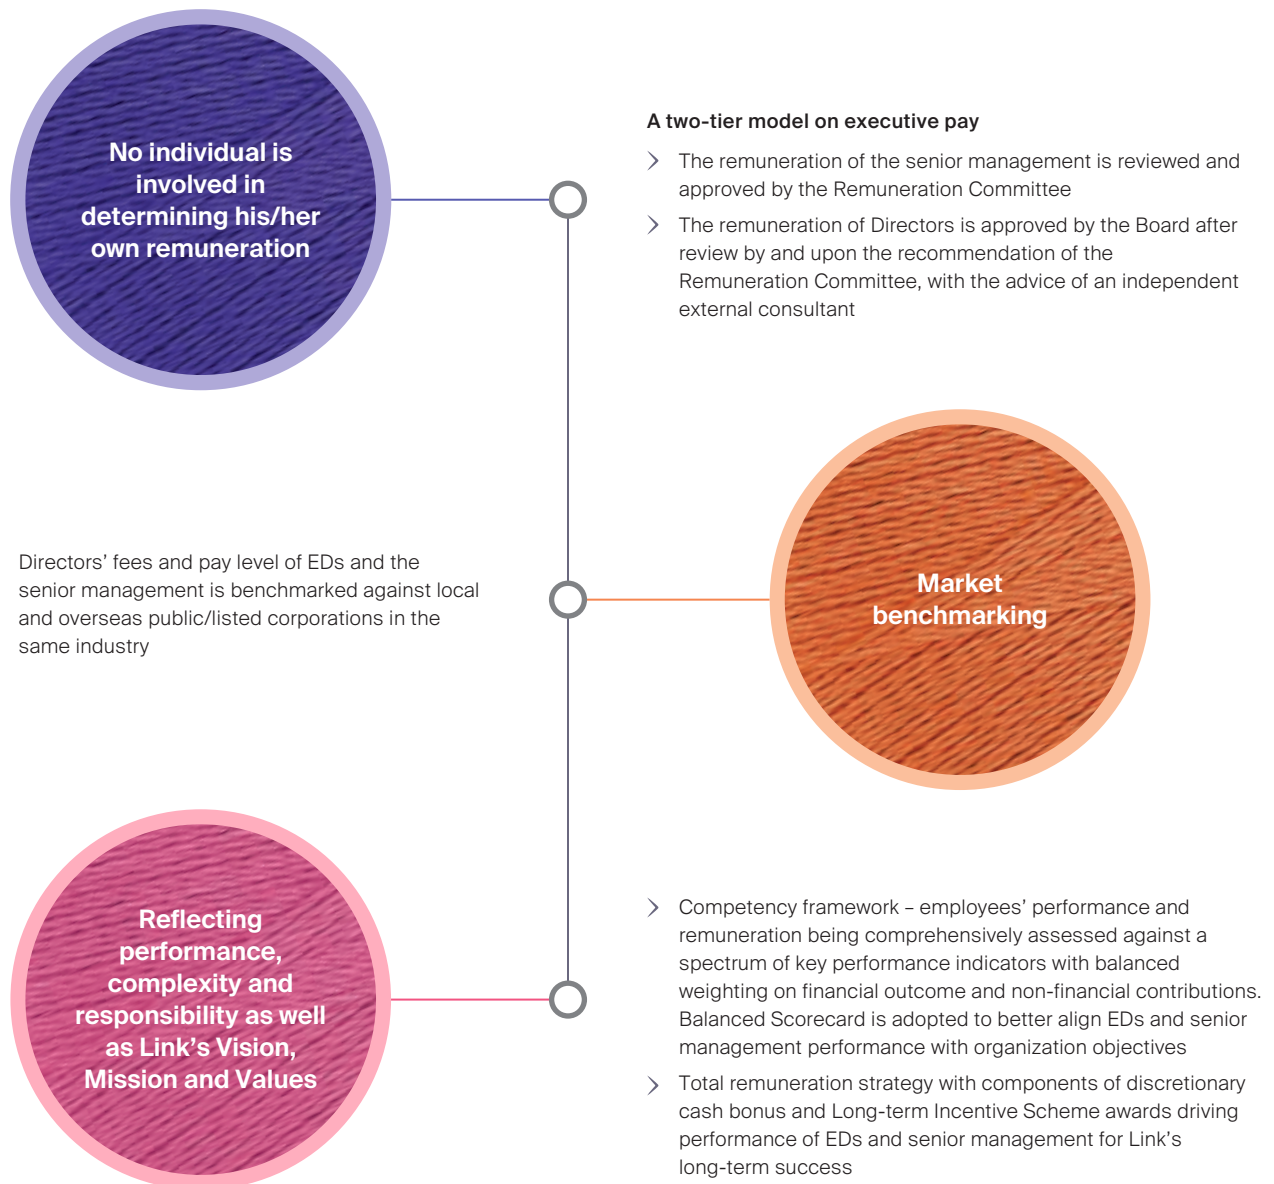 No individual is
involved in
determining his/her
own remuneration
A two-tier model on executive pay
The remuneration of the senior management is reviewed and
approved by the Remuneration Committee
The remuneration of Directors is approved by the Board after
review by and upon the recommendation of the
Remuneration Committee, with the advice of an independent
external consultant
Directors’ fees and pay level of EDs and the
senior management is benchmarked against local
and overseas public/listed corporations in the
same industry
Market
benchmarking
Reflecting
performance,
complexity and
responsibility as well
as Link’s Vision,
Mission and Values
Competency framework – employees’ performance and
remuneration being comprehensively assessed against a
spectrum of key performance indicators with balanced
weighting on financial outcome and non-financial contributions.
Balanced Scorecard is adopted to better align EDs and senior
management performance with organization objectives
Total remuneration strategy with components of discretionary
cash bonus and Long-term Incentive Scheme awards driving
performance of EDs and senior management for Link’s
long-term success